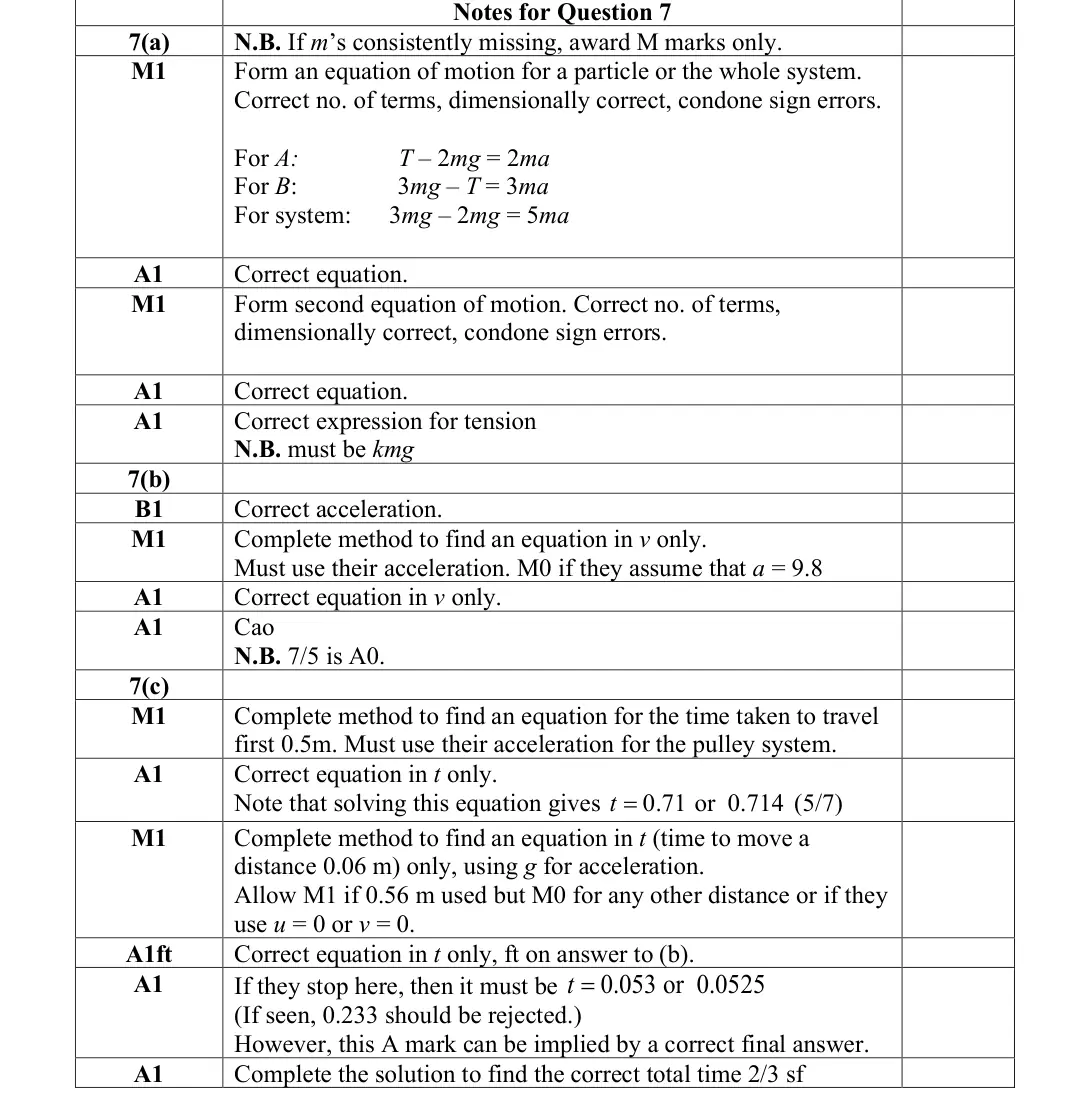 Notes for Question 7
7(a) N.B. If m's consistently missing, award M marks only.
M1 Form an equation of motion for a particle or the whole system.
Correct no. of terms, dimensionally correct, condone sign errors.
For A: T – 2mg = 2ma
For B: 3mg – T = 3ma
For system: 3mg – 2mg = 5ma
A1 Correct equation.
M1 Form second equation of motion. Correct no. of terms,
dimensionally correct, condone sign errors.
A1 Correct equation.
A1 Correct expression for tension
N.B. must be kmg
7(b)
B1 Correct acceleration.
M1 Complete method to find an equation in v only.
Must use their acceleration. M0 if they assume that a = 9.8
A1 Correct equation in v only.
A1 Cao
N.B. 7/5 is A0.
7(c)
M1 Complete method to find an equation for the time taken to travel
first 0.5m. Must use their acceleration for the pulley system.
A1 Correct equation in t only.
Note that solving this equation gives t = 0.71 or 0.714 (5/7)
M1 Complete method to find an equation in t (time to move a
distance 0.06 m) only, using g for acceleration.
Allow M1 if 0.56 m used but M0 for any other distance or if they
use u = 0 or v = 0.
A1ft Correct equation in t only, ft on answer to (b).
A1 If they stop here, then it must be t = 0.053 or 0.0525
(If seen, 0.233 should be rejected.)
However, this A mark can be implied by a correct final answer.
A1 Complete the solution to find the correct total time 2/3 sf